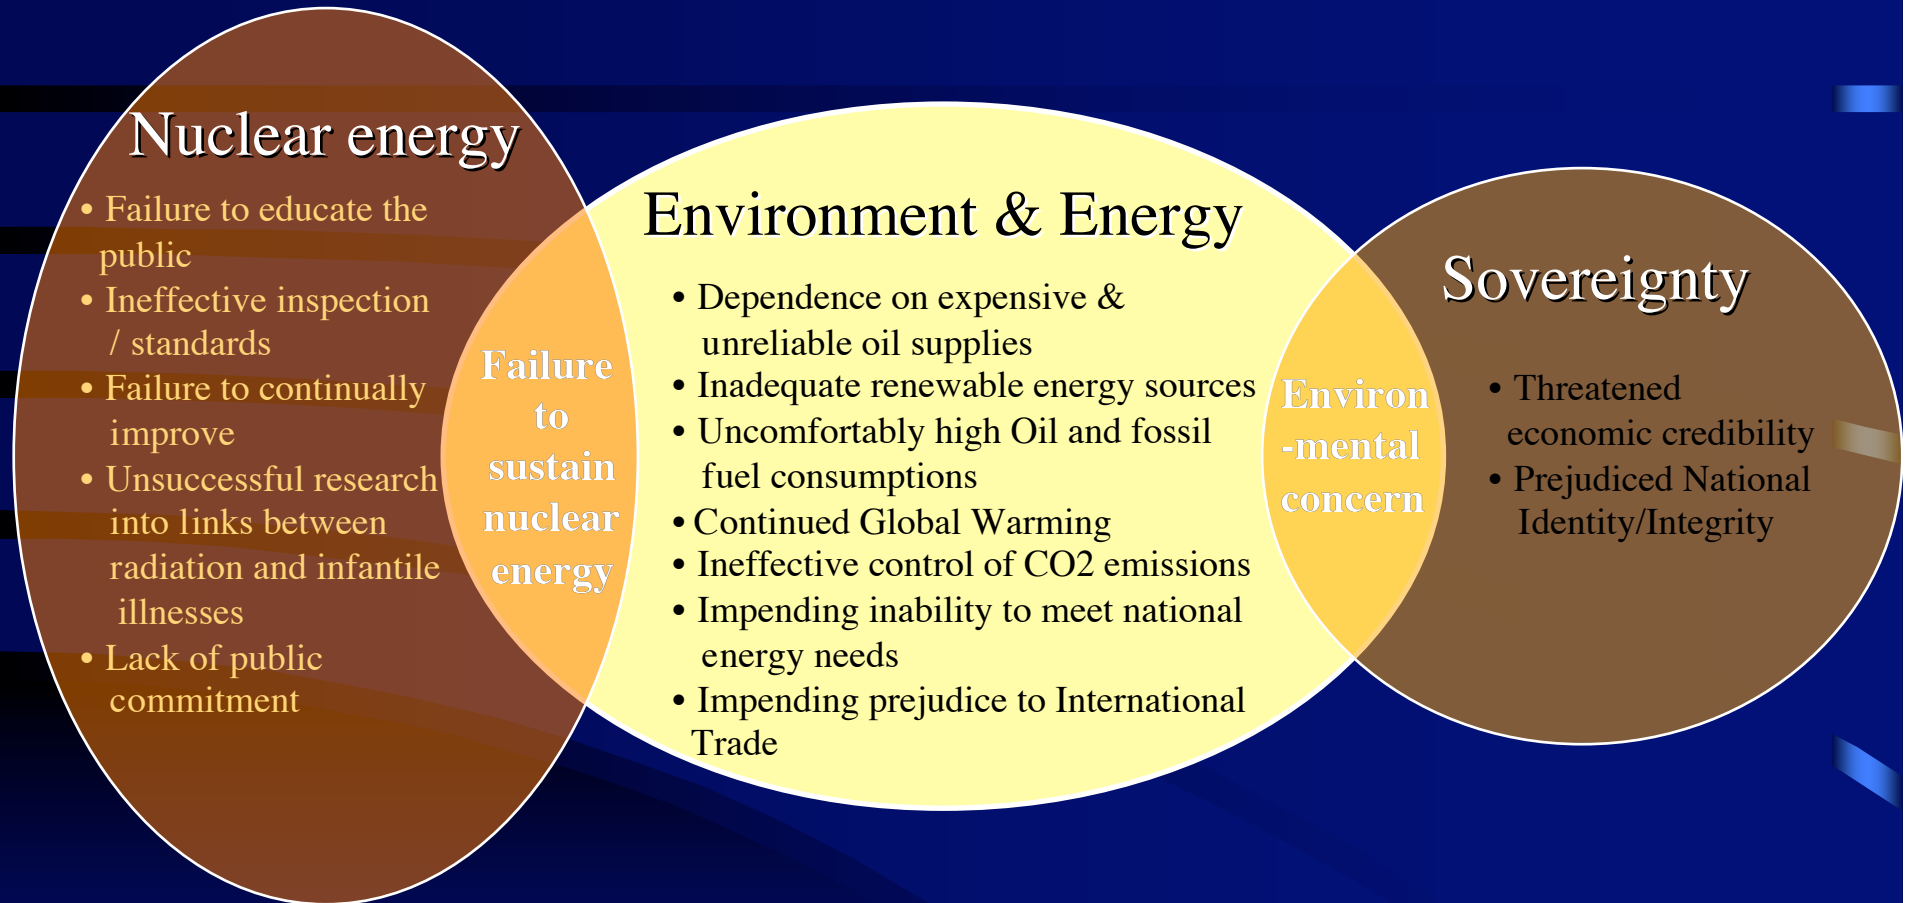 Nuclear energy
• Failure to educate the
public
• Ineffective inspection
/ standards
• Failure to continually
improve
• Unsuccessful research
into links between
radiation and infantile
illnesses
• Lack of public
commitment
Failure
to
sustain
nuclear
energy
Environment & Energy
• Dependence on expensive &
unreliable oil supplies
• Inadequate renewable energy sources
• Uncomfortably high Oil and fossil
fuel consumptions
• Continued Global Warming
• Ineffective control of CO2 emissions
• Impending inability to meet national
energy needs
• Impending prejudice to International
Trade
Environ
-mental
concern
Sovereignty
• Threatened
economic credibility
• Prejudiced National
Identity/Integrity